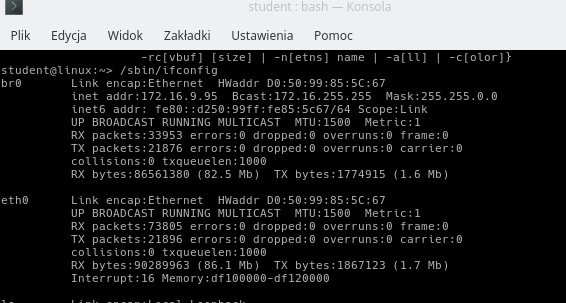 student : bash — Konsola
Plik Edycja Widok Zakładki Ustawienia Pomoc
-rc[vbuf] [size] | -n[etns] name | -a[ll] | -c[olor]}
student@linux:~> /sbin/ifconfig
br0 Link encap:Ethernet HWaddr D0:50:99:85:5C:67
inet addr:172.16.9.95 Bcast:172.16.255.255 Mask:255.255.0.0
inet6 addr: fe80::d250:99ff:fe85:5c67/64 Scope:Link
UP BROADCAST RUNNING MULTICAST MTU:1500 Metric:1
RX packets:33953 errors:0 dropped:0 overruns:0 frame:0
TX packets:21876 errors:0 dropped:0 overruns:0 carrier:0
collisions:0 txqueuelen:1000
RX bytes:86561380 (82.5 Mb) TX bytes:1774915 (1.6 Mb)
eth0 Link encap:Ethernet HWaddr D0:50:99:85:5C:67
UP BROADCAST RUNNING MULTICAST MTU:1500 Metric:1
RX packets:73805 errors:0 dropped:0 overruns:0 frame:0
TX packets:21896 errors:0 dropped:0 overruns:0 carrier:0
collisions:0 txqueuelen:1000
RX bytes:90289963 (86.1 Mb) TX bytes:1867123 (1.7 Mb)
Interrupt:16 Memory:df100000-df120000
lo Link encap:Local Loopback